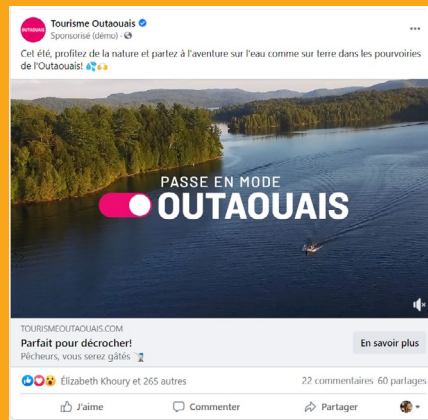 OUTAOUAIS
Tourisme Outaouais
Sponsorisé (démo) ·
Cet été, profitez de la nature et partez à l'aventure sur l'eau comme sur terre dans les pourvoiries
de l'Outaouais! 💦🙌
PASSE EN MODE
OUTAOUAIS
TOURISMEOUTAOUAIS.COM
Parfait pour décrocher!
Pêcheurs, vous serez gâtés
En savoir plus
Élizabeth Khoury et 265 autres
22 commentaires 60 partages
J'aime
Commenter
Partager